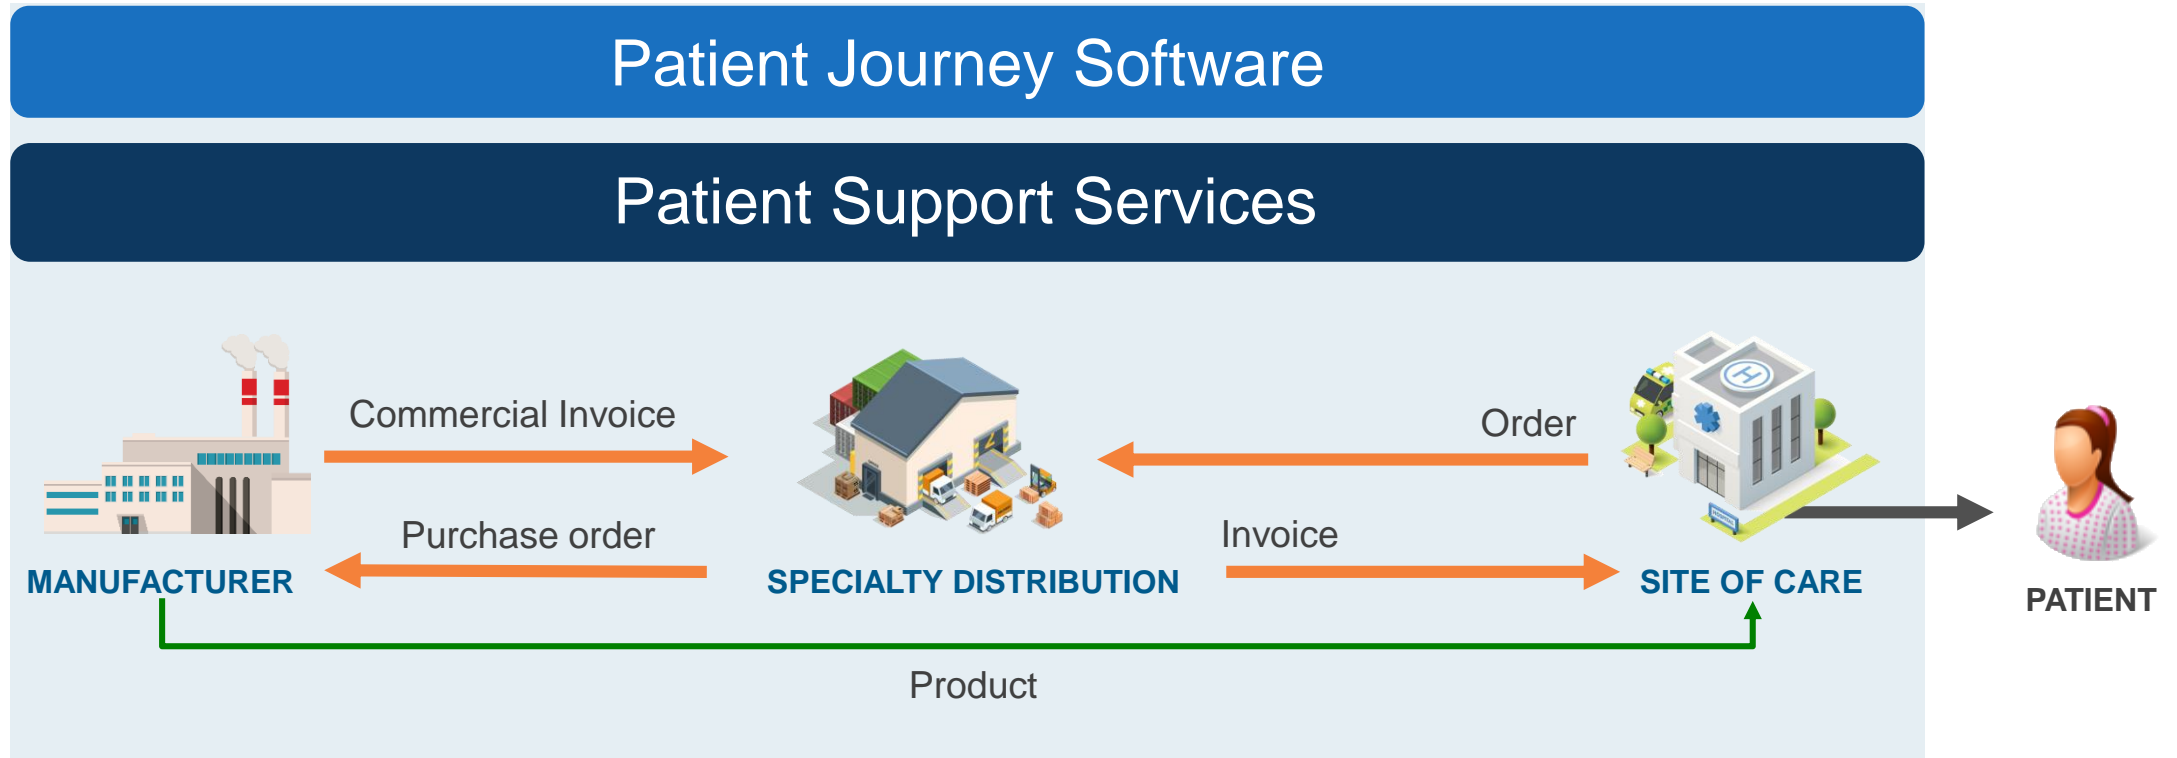 Patient Journey Software
Patient Support Services
Commercial Invoice
Order
Purchase order
Invoice
MANUFACTURER
SPECIALTY DISTRIBUTION
SITE OF CARE
PATIENT
Product